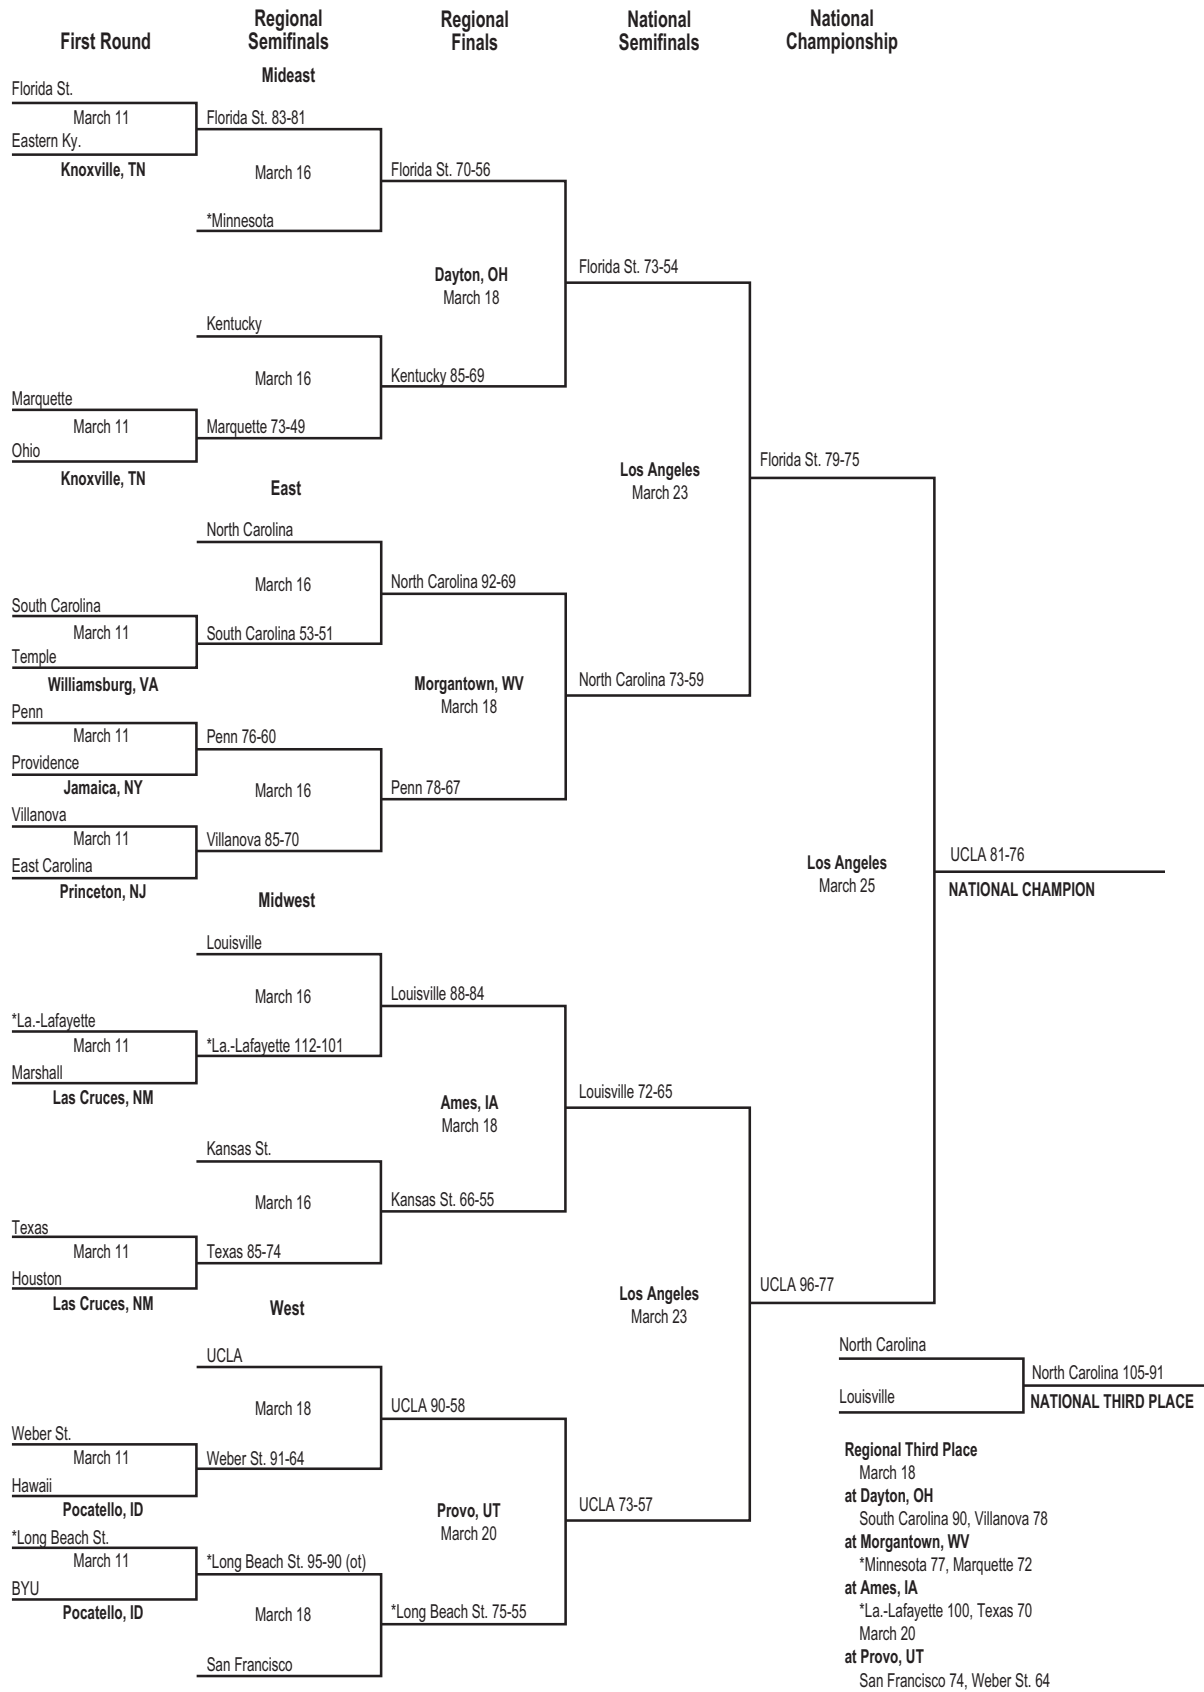 First Round
Regional
Semifinals
Regional
Finals
National
Semifinals
National
Championship
Mideast
Florida St.
March 11
Eastern Ky.
Knoxville, TN
Florida St. 83-81
March 16
*Minnesota
Florida St. 70-56
Dayton, OH
March 18
Kentucky
March 16
Kentucky 85-69
Marquette
March 11
Ohio
Knoxville, TN
Marquette 73-49
Florida St. 73-54
Los Angeles
March 23
Florida St. 79-75
East
North Carolina
March 16
North Carolina 92-69
South Carolina
March 11
Temple
Williamsburg, VA
South Carolina 53-51
Morgantown, WV
March 18
North Carolina 73-59
Penn
March 11
Providence
Jamaica, NY
Penn 76-60
March 16
Penn 78-67
Villanova
March 11
East Carolina
Princeton, NJ
Villanova 85-70
Los Angeles
March 25
UCLA 81-76
NATIONAL CHAMPION
Midwest
Louisville
March 16
Louisville 88-84
*La.-Lafayette
March 11
Marshall
Las Cruces, NM
*La.-Lafayette 112-101
Ames, IA
March 18
Louisville 72-65
Kansas St.
March 16
Kansas St. 66-55
Texas
March 11
Houston
Las Cruces, NM
Texas 85-74
Los Angeles
March 23
UCLA 96-77
West
UCLA
March 18
UCLA 90-58
Weber St.
March 11
Hawaii
Pocatello, ID
Weber St. 91-64
Provo, UT
March 20
UCLA 73-57
*Long Beach St.
March 11
BYU
Pocatello, ID
*Long Beach St. 95-90 (ot)
March 18
*Long Beach St. 75-55
San Francisco
North Carolina
Louisville
North Carolina 105-91
NATIONAL THIRD PLACE
Regional Third Place
March 18
at Dayton, OH
South Carolina 90, Villanova 78
at Morgantown, WV
*Minnesota 77, Marquette 72
at Ames, IA
*La.-Lafayette 100, Texas 70
March 20
at Provo, UT
San Francisco 74, Weber St. 64